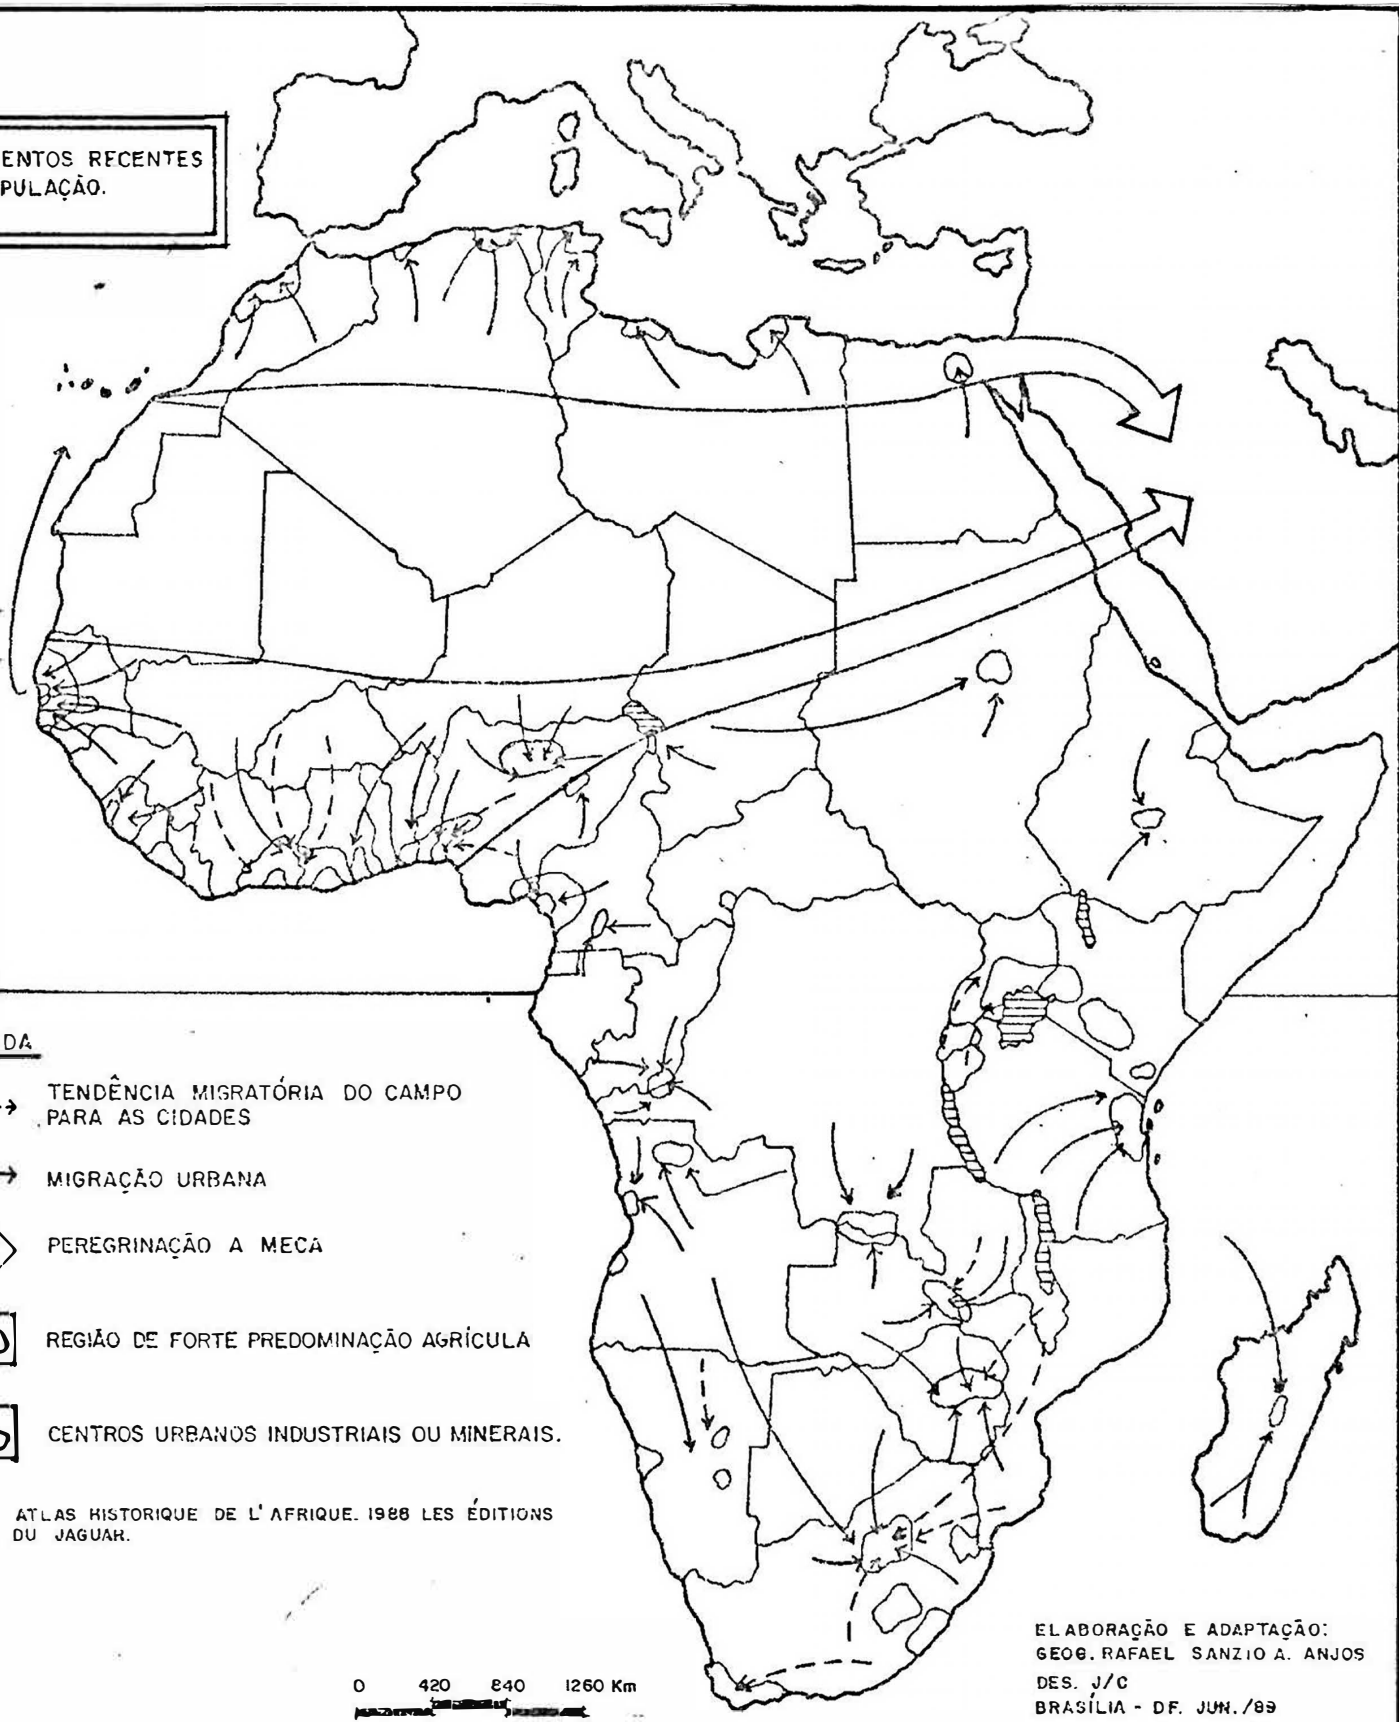 ENTOS RECENTES
PULAÇÃO.
DA
TENDÊNCIA MIGRATÓRIA DO CAMPO
PARA AS CIDADES
MIGRAÇÃO URBANA
PEREGRINAÇÃO A MECA
REGIÃO DE FORTE PREDOMINAÇÃO AGRÍCULA
CENTROS URBANOS INDUSTRIAIS OU MINERAIS.
ATLAS HISTORIQUE DE L'AFRIQUE. 1988 LES ÉDITIONS
DU JAGUAR.
0 420 840 1260 Km
ELABORAÇÃO E ADAPTAÇÃO:
GEOG. RAFAEL SANZIO A. ANJOS
DES. J/C
BRASÍLIA - DF. JUN./89